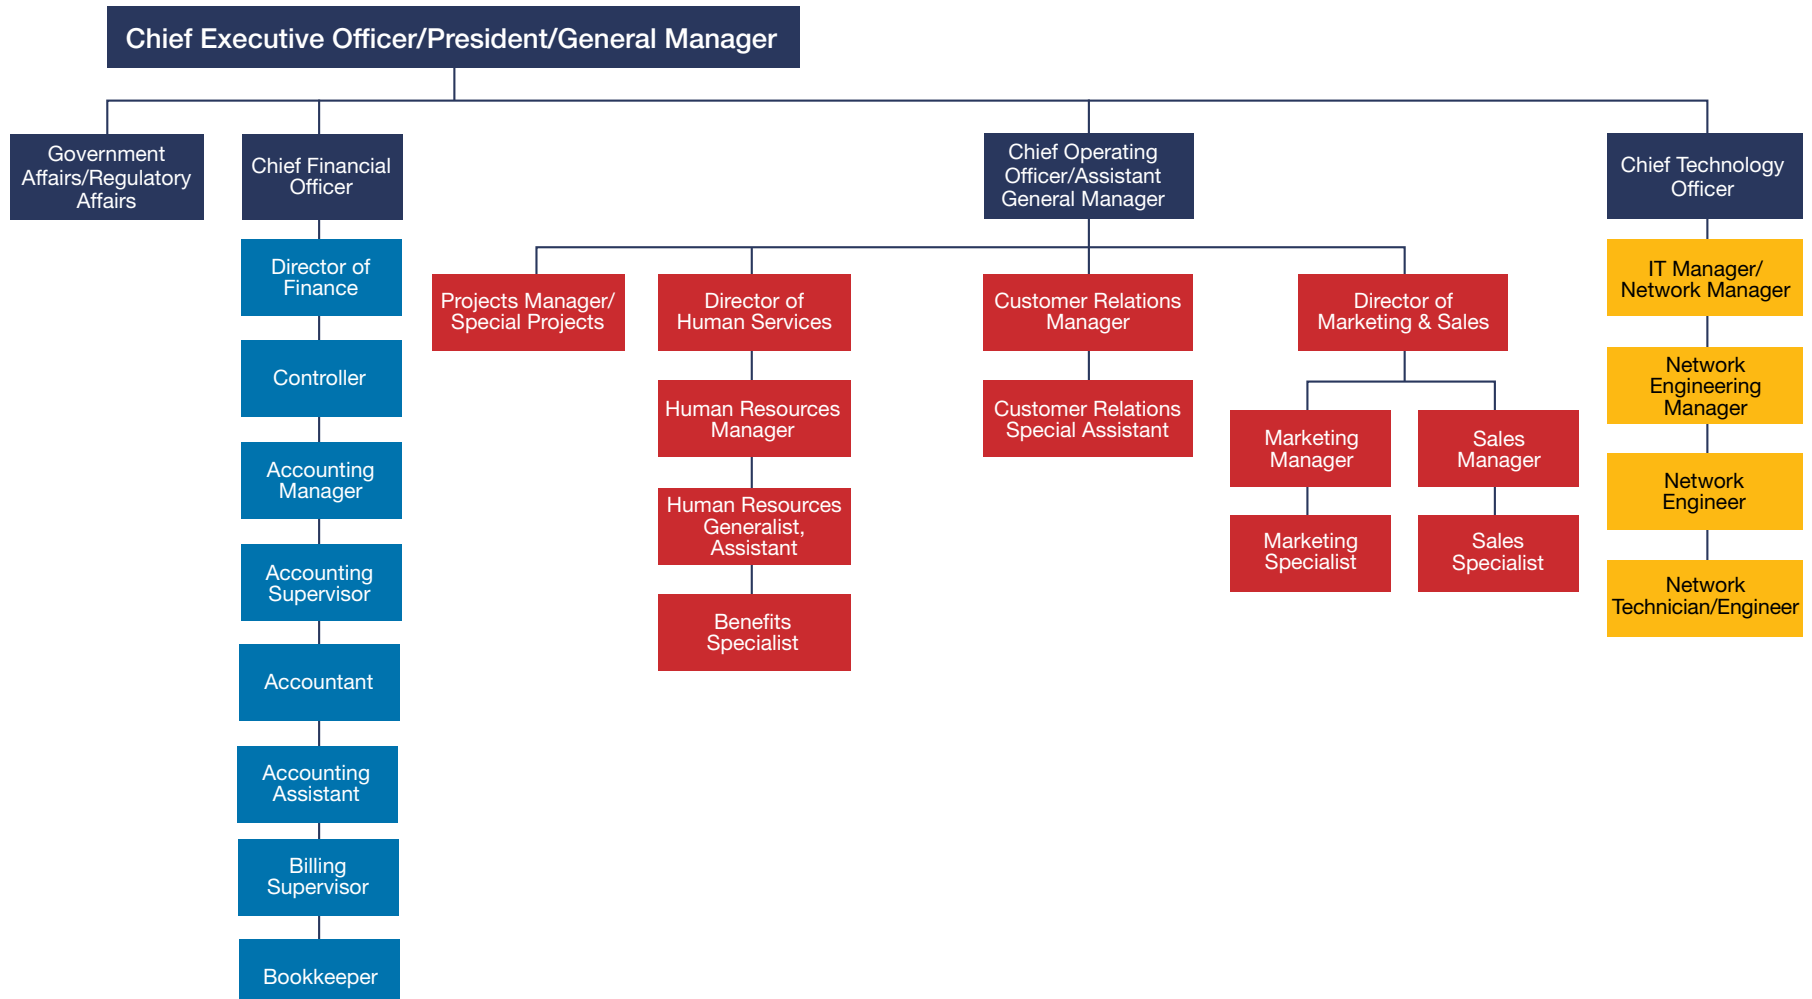 Chief Executive Officer/President/General Manager
Government
Affairs/Regulatory
Affairs
Chief Financial
Officer
Chief Operating
Officer/Assistant
General Manager
Chief Technology
Officer
Director of
Finance
Controller
Accounting
Manager
Accounting
Supervisor
Accountant
Accounting
Assistant
Billing
Supervisor
Bookkeeper
Projects Manager/
Special Projects
Director of
Human Services
Human Resources
Manager
Human Resources
Generalist,
Assistant
Benefits
Specialist
Customer Relations
Manager
Customer Relations
Special Assistant
Director of
Marketing & Sales
Marketing
Manager
Marketing
Specialist
Sales
Manager
Sales
Specialist
IT Manager/
Network Manager
Network
Engineering
Manager
Network
Engineer
Network
Technician/Engineer